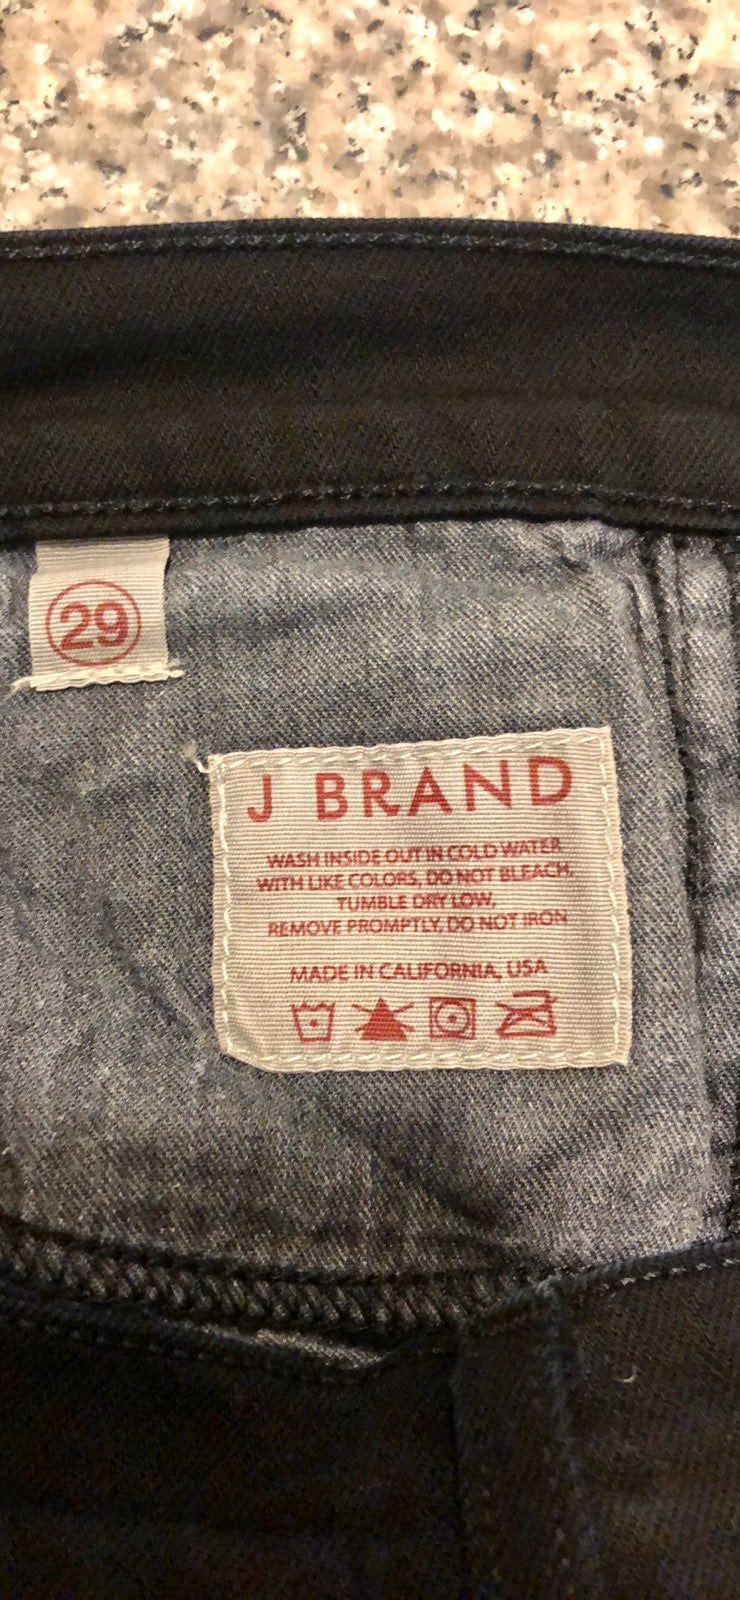 29
J BRAND
WASH INSIDE OUT IN COLD WATER
WITH LIKE COLORS, DO NOT BLEACH,
TUMBLE DRY LOW,
REMOVE PROMPTLY, DO NOT IRON
MADE IN CALIFORNIA, USA